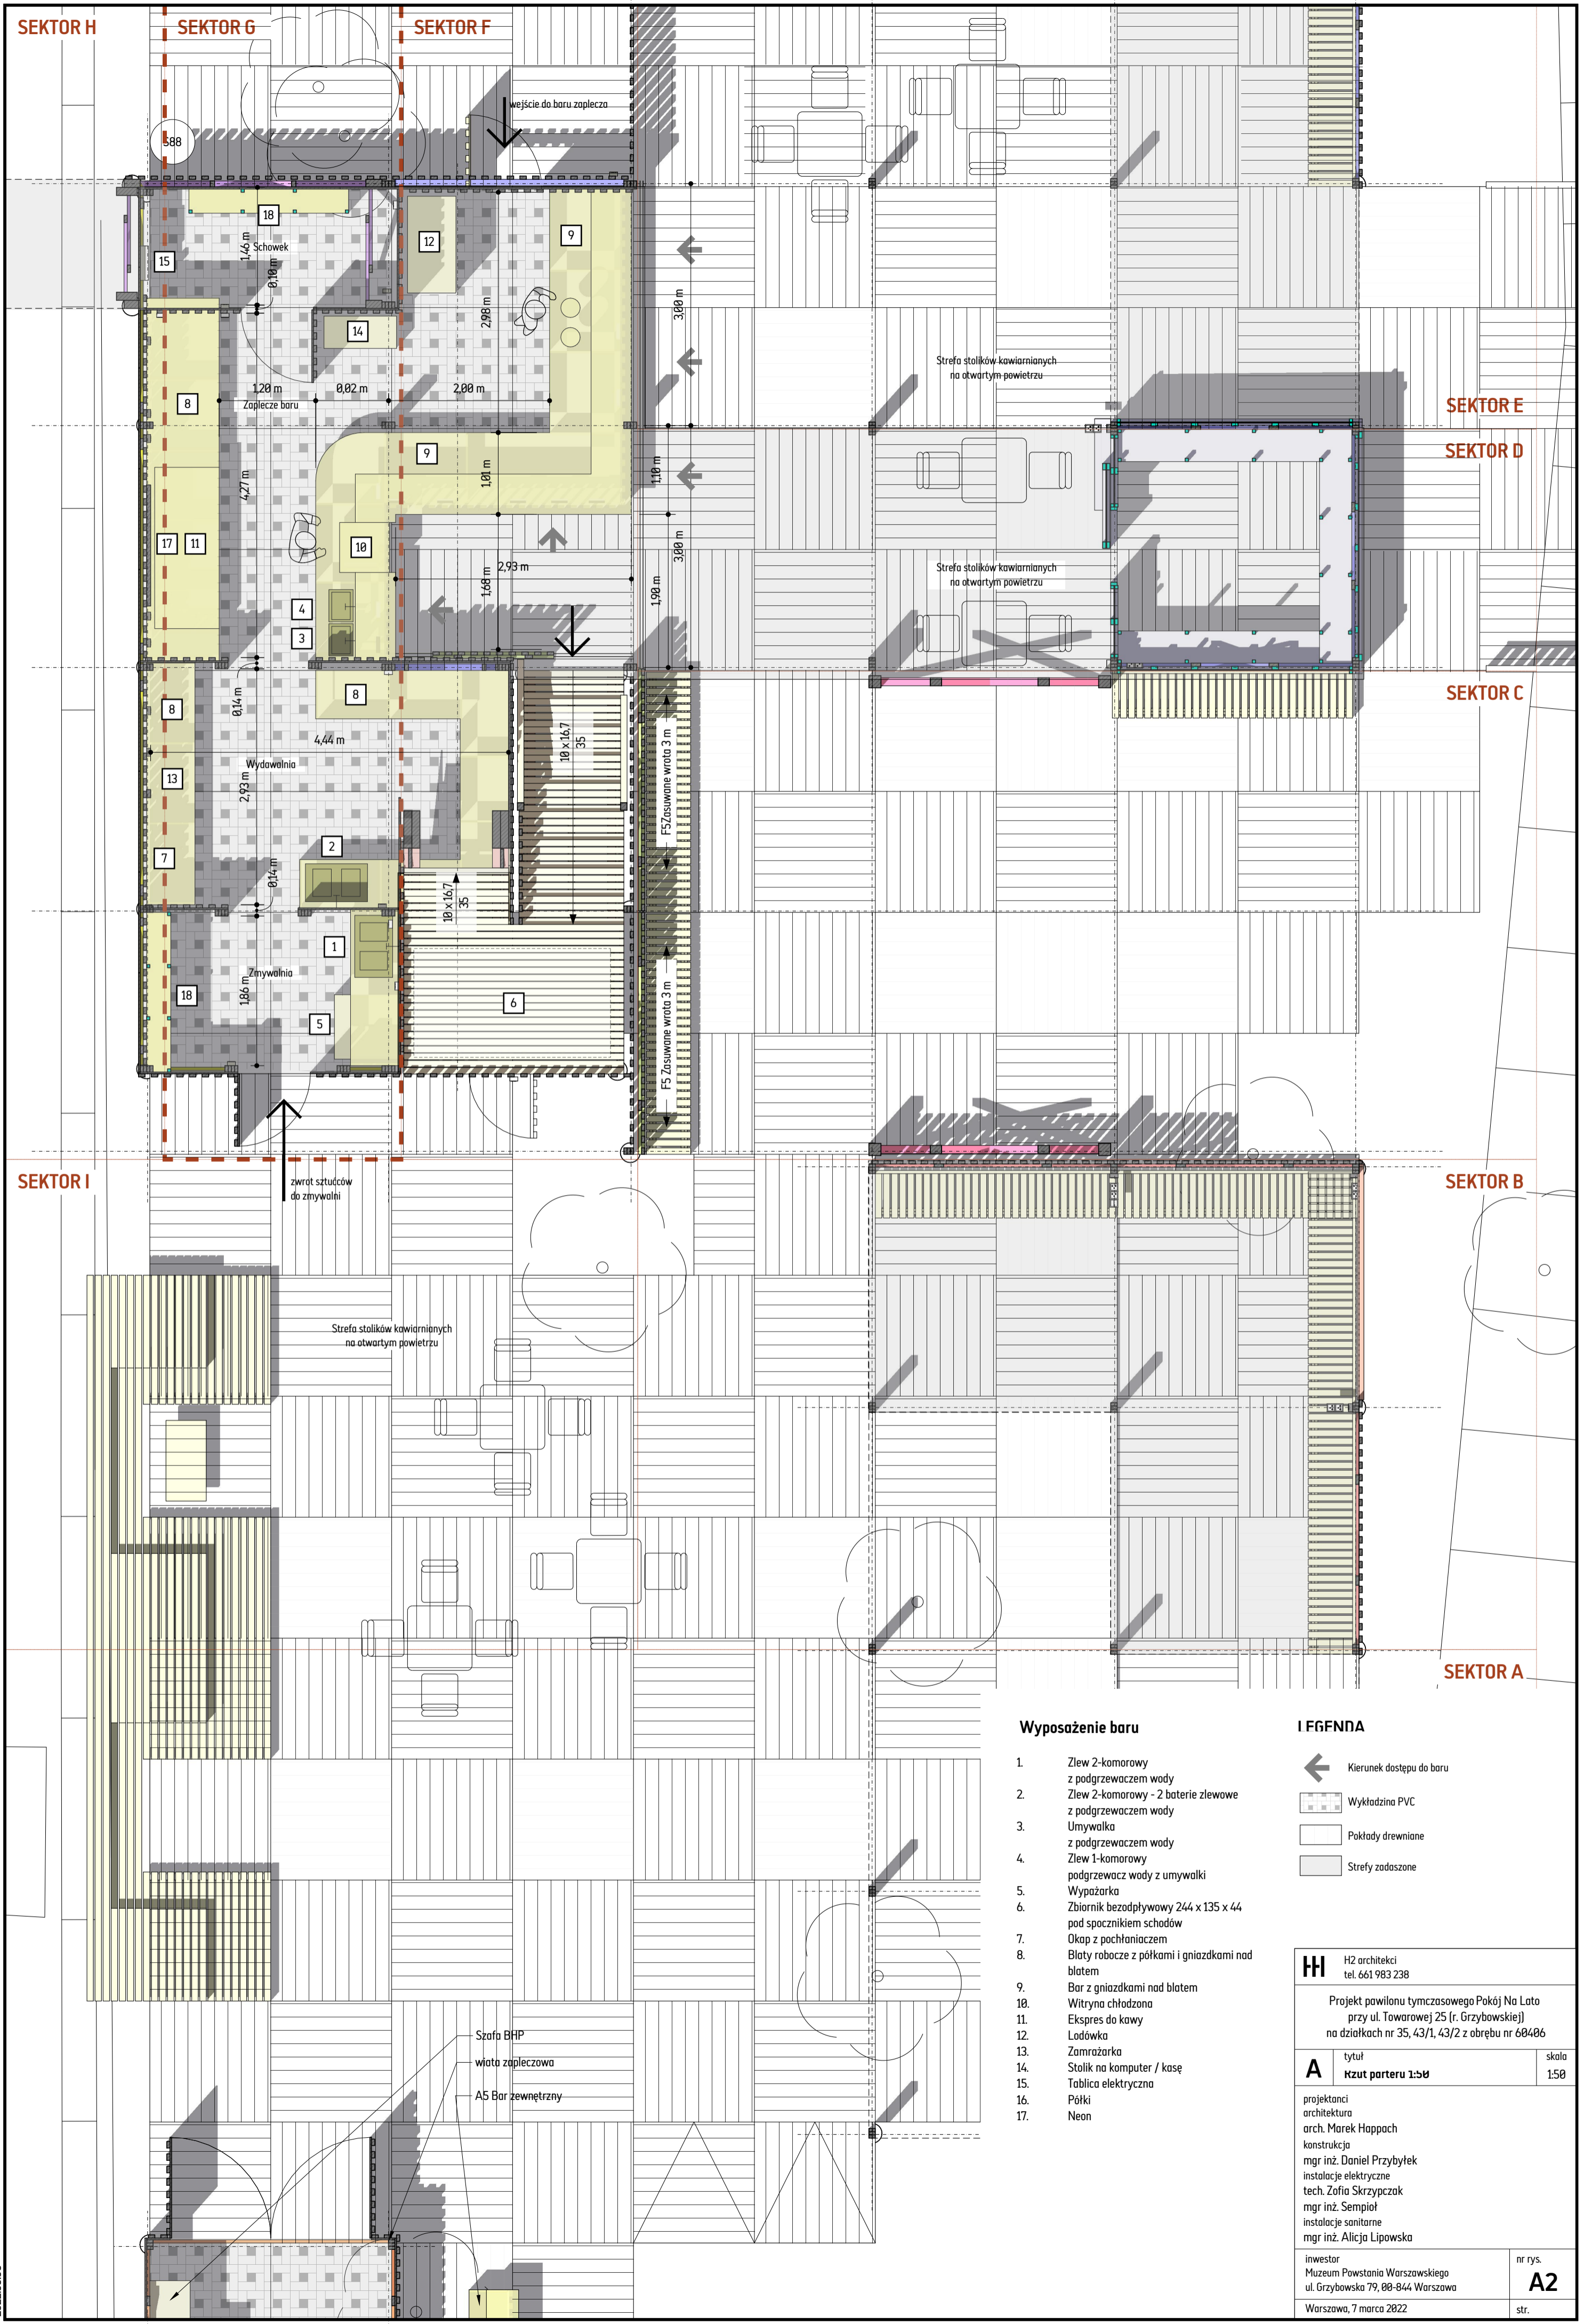 SEKTOR H
SEKTOR G
SEKTOR F
wejście do baru zaplecza
588
18
12
9
1,46 m
Schowek
15
0,10 m
2,98 m
3,00 m
14
Strefa stolików kawiarnianych
na otwartym powietrzu
1,20 m
0,02 m
2,00 m
8
Zaplecze baru
SEKTOR E
SEKTOR D
9
4,27 m
1,01 m
1,10 m
17
11
10
3,00 m
2,93 m
1,68 m
1,90 m
Strefa stolików kawiarnianych
na otwartym powietrzu
4
3
8
8
0,14 m
SEKTOR C
4,44 m
10 x 16,7
35
F5Zasuwane wrota 3 m
Wydawalnia
13
2,93 m
2
7
0,14 m
10 x 16,7
35
1
Zmywalnia
18
1,86 m
6
5
F5 Zasuwane wrota 3 m
SEKTOR I
zwrot sztućców
do zmywalni
SEKTOR B
Strefa stolików kawiarnianych
na otwartym powietrzu
SEKTOR A
Wyposażenie baru
1. Zlew 2-komorowy
z podgrzewaczem wody
2. Zlew 2-komorowy - 2 baterie zlewowe
z podgrzewaczem wody
3. Umywalka
z podgrzewaczem wody
4. Zlew 1-komorowy
podgrzewacz wody z umywalki
5. Wypażarka
6. Zbiornik bezodpływowy 244 x 135 x 44
pod spocznikiem schodów
7. Okap z pochłaniaczem
8. Blaty robocze z półkami i gniazdkami nad
blatem
9. Bar z gniazdkami nad blatem
10. Witryna chłodzona
11. Ekspres do kawy
12. Lodówka
13. Zamrażarka
14. Stolik na komputer / kasę
15. Tablica elektryczna
16. Półki
17. Neon
LEGENDA
Kierunek dostępu do baru
Wykładzina PVC
Pokłady drewniane
Strefy zadaszone
Szafa BHP
wiata zapleczowa
A5 Bar zewnętrzny
H2 architekci
tel. 661 983 238
Projekt pawilonu tymczasowego Pokój Na Lato
przy ul. Towarowej 25 (r. Grzybowskiej)
na działkach nr 35, 43/1, 43/2 z obrębu nr 60406
A
tytuł
Rzut parteru 1:50
skala
1:50
projektanci
architektura
arch. Marek Happach
konstrukcja
mgr inż. Daniel Przybyłek
instalacje elektryczne
tech. Zofia Skrzypczak
mgr inż. Sempioł
instalacje sanitarne
mgr inż. Alicja Lipowska
inwestor
Muzeum Powstania Warszawskiego
ul. Grzybowska 79, 00-844 Warszawa
nr rys.
A2
Warszawa, 7 marca 2022
str.